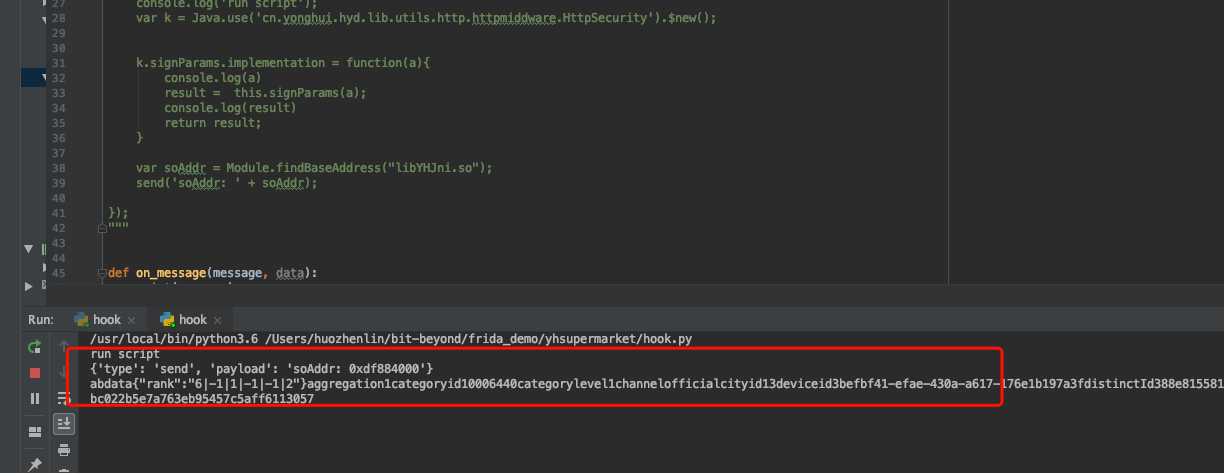 27 console.log('run script');
28 var k = Java.use('cn.yonghui.hyd.lib.utils.http.httpmiddware.HttpSecurity').$new();
29
30
31 k.signParams.implementation = function(a){
32 console.log(a)
33 result =  this.signParams(a);
34 console.log(result)
35 return result;
36 }
37
38 var soAddr = Module.findBaseAddress("libYHJni.so");
39 send('soAddr: ' + soAddr);
40
41 });
42 """
43
44
45 def on_message(message, data):
Run: hook × hook ×
/usr/local/bin/python3.6 /Users/huozhenlin/bit-beyond/frida_demo/yhsupermarket/hook.py
run script
{'type': 'send', 'payload': 'soAddr: 0xdf884000'}
abdata{"rank":"6|-1|1|-1|-1|2"}aggregation1categoryid10006440categorylevel1channelofficialcityid13deviceid3befbf41-efae-430a-a617-176e1b197a3fdistinctId388e815581
bc022b5e7a763eb95457c5aff6113057